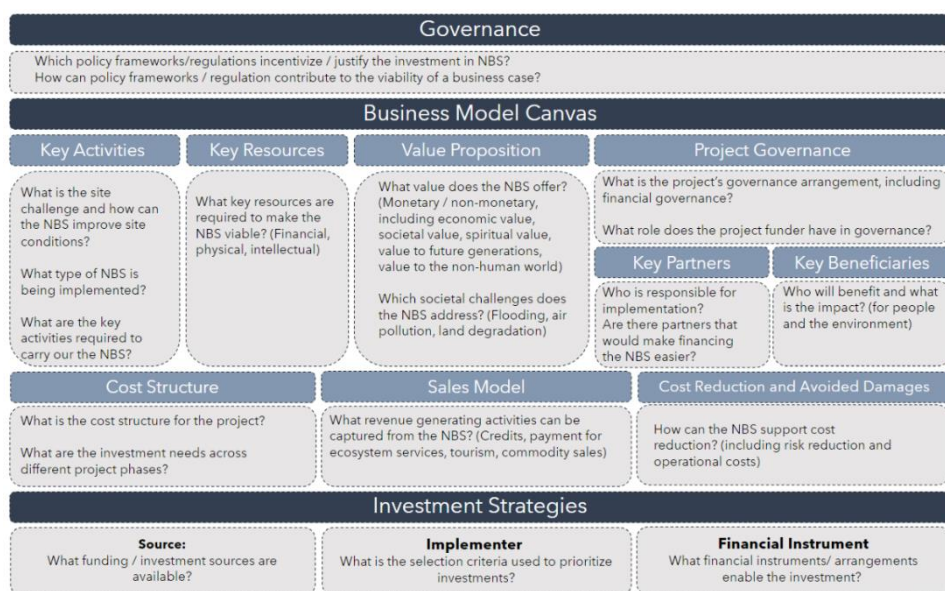 Governance
Which policy frameworks/regulations incentivize / justify the investment in NBS?
How can policy frameworks / regulation contribute to the viability of a business case?
Business Model Canvas
Key Activities
What is the site
challenge and how can
the NBS improve site
conditions?
What type of NBS is
being implemented?
What are the key
activities required to
carry our the NBS?
Key Resources
What key resources are
required to make the
NBS viable? (Financial,
physical, intellectual)
Value Proposition
What value does the NBS offer?
(Monetary / non-monetary,
including economic value,
societal value, spiritual value,
value to future generations,
value to the non-human world)
Which societal challenges does
the NBS address? (Flooding, air
pollution, land degradation)
Project Governance
What is the project's governance arrangement, including
financial governance?
What role does the project funder have in governance?
Key Partners
Who is responsible for
implementation?
Are there partners that
would make financing
the NBS easier?
Key Beneficiaries
Who will benefit and what
is the impact? (for people
and the environment)
Cost Structure
What is the cost structure for the project?
What are the investment needs across
different project phases?
Sales Model
What revenue generating activities can be
captured from the NBS? (Credits, payment for
ecosystem services, tourism, commodity sales)
Cost Reduction and Avoided Damages
How can the NBS support cost
reduction? (including risk reduction and
operational costs)
Investment Strategies
Source:
What funding / investment sources are
available?
Implementer
What is the selection criteria used to prioritize
investments?
Financial Instrument
What financial instruments/ arrangements
enable the investment?